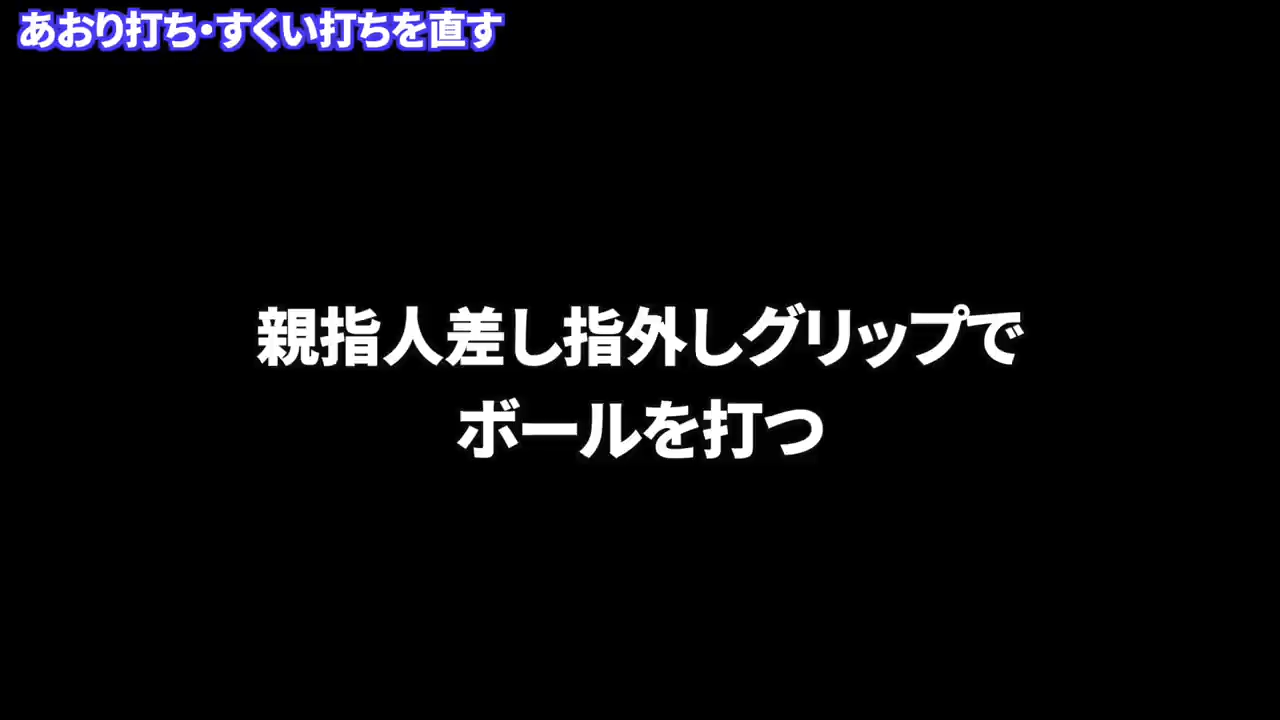 あおり打ち・すくい打ちを直す
親指人差し指外しグリップで
ボールを打つ